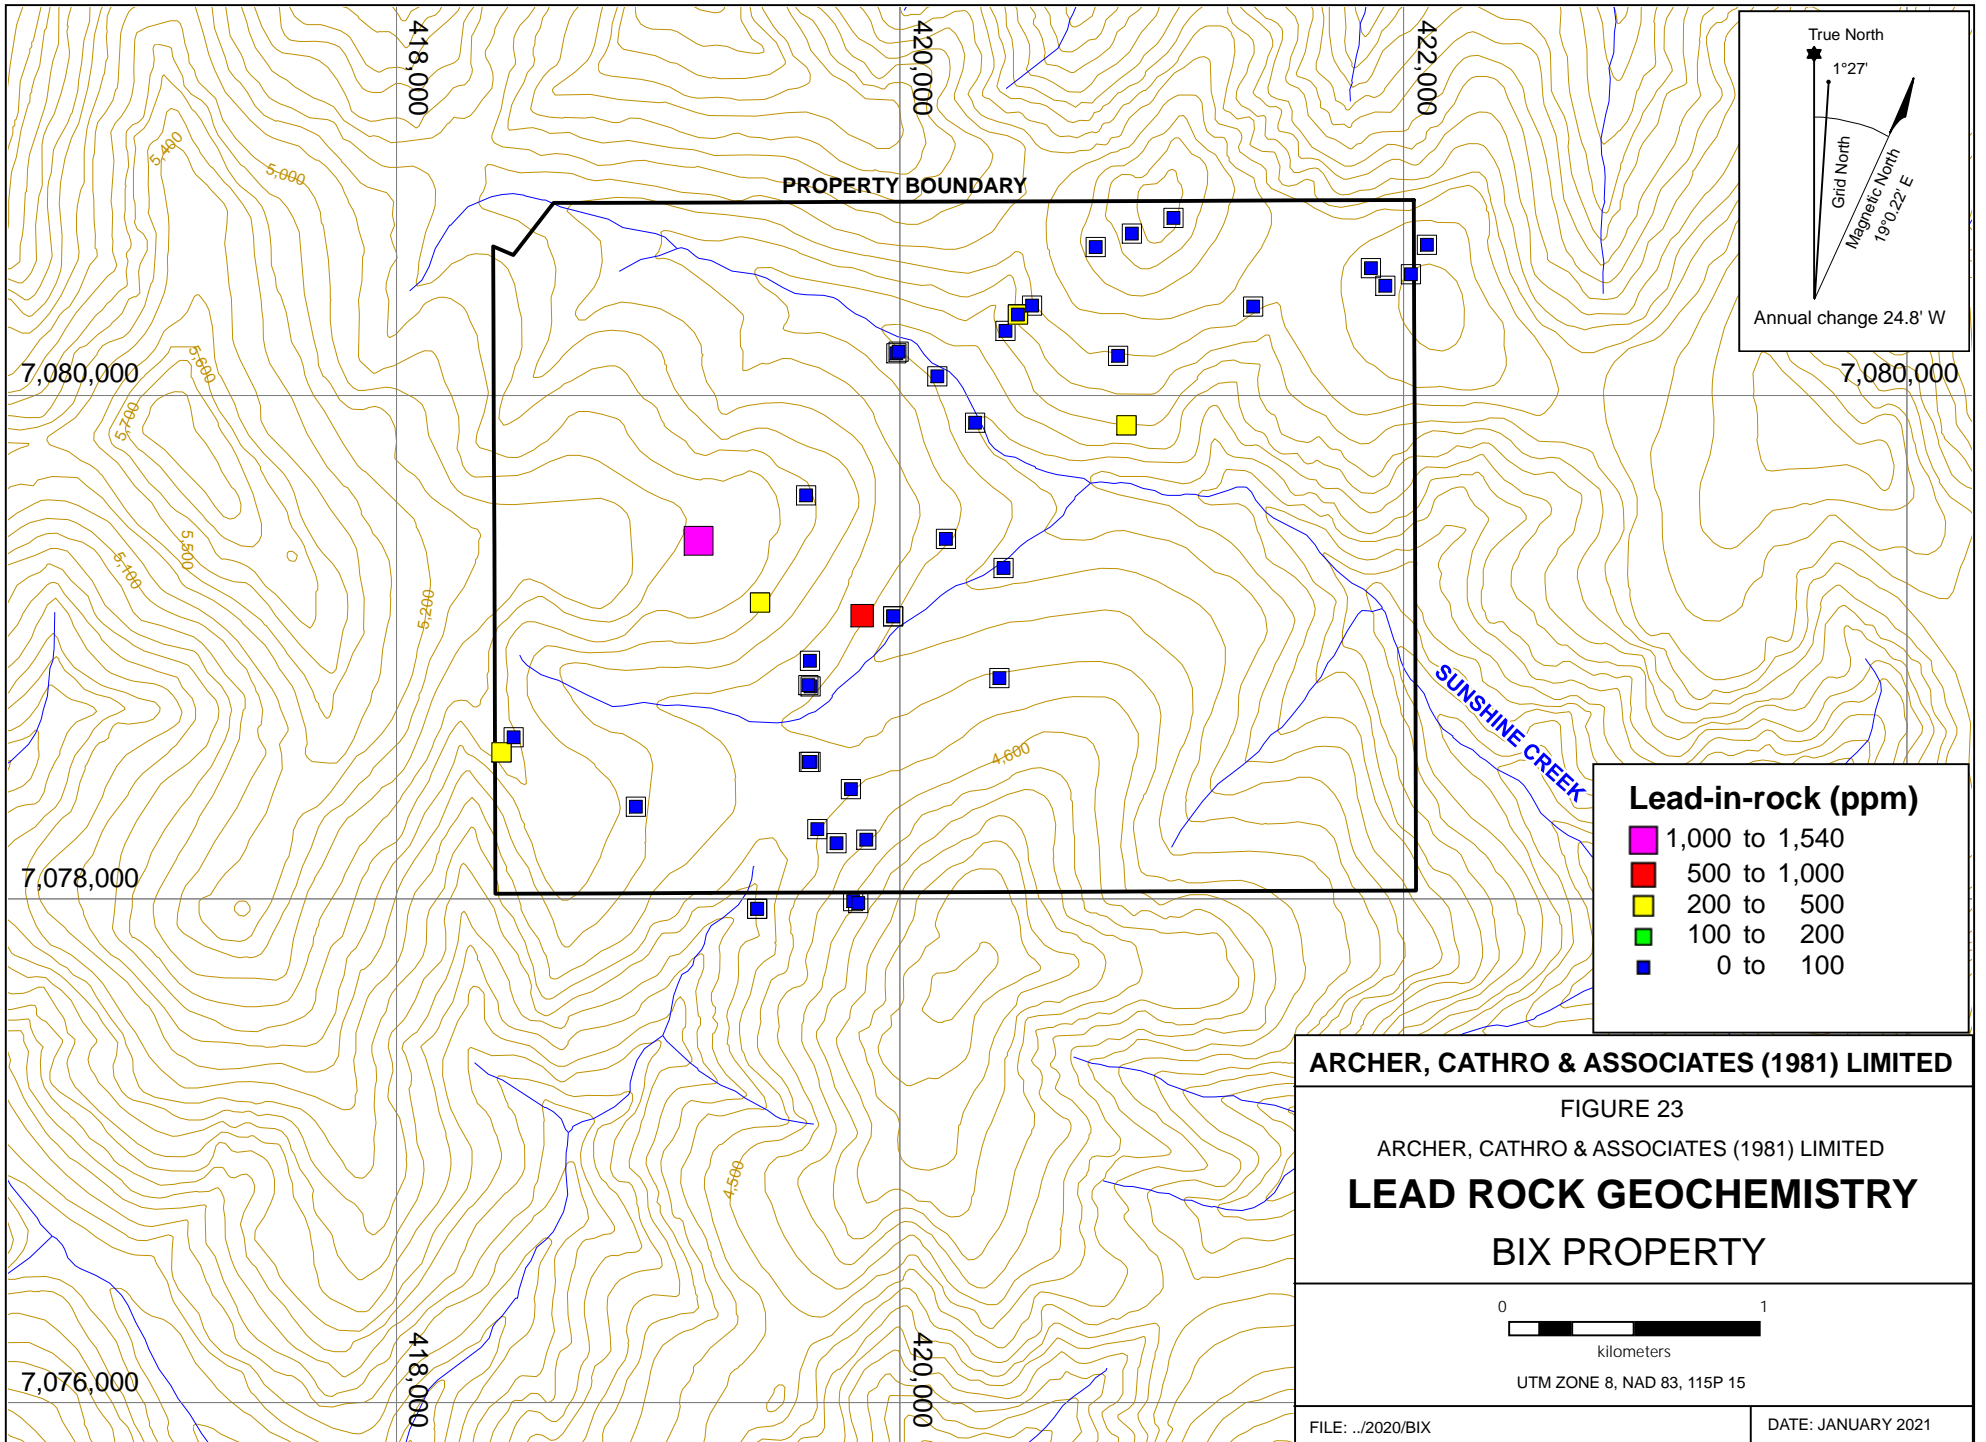 418,000
420,000
422,000
True North
1°27'
Grid North
Magnetic North
19°0.22' E
Annual change 24.8' W
5,400
5,000
PROPERTY BOUNDARY
7,080,000
7,080,000
5,600
5,700
5,500
5,100
5,200
SUNSHINE CREEK
4,600
Lead-in-rock (ppm)
1,000 to 1,540
500 to 1,000
200 to 500
100 to 200
0 to 100
7,078,000
ARCHER, CATHRO & ASSOCIATES (1981) LIMITED
FIGURE 23
ARCHER, CATHRO & ASSOCIATES (1981) LIMITED
LEAD ROCK GEOCHEMISTRY
BIX PROPERTY
4,500
0 1
kilometers
UTM ZONE 8, NAD 83, 115P 15
7,076,000
418,000
420,000
FILE: ../2020/BIX
DATE: JANUARY 2021